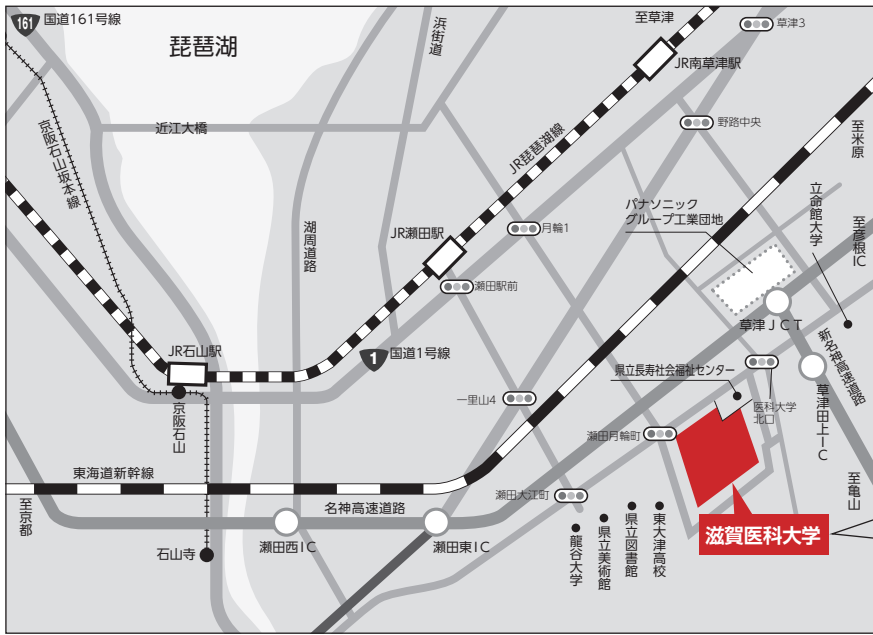 161
国道161号線
琵琶湖
浜街道
至草津
草津3
JR南草津駅
近江大橋
京阪石山坂本線
JR琵琶湖線
野路中央
至米原
パナソニック
グループ工業団地
立命館大学
至彦根IC
湖周道路
JR瀬田駅
月輪1
瀬田駅前
草津JCT
新名神高速道路
JR石山駅
1
国道1号線
県立長寿社会福祉センター
京阪石山
一里山4
医科大学
北口
草津田上IC
瀬田月輪町
東海道新幹線
至京都
名神高速道路
瀬田大江町
至亀山
石山寺
瀬田西IC
瀬田東IC
龍谷大学
県立美術館
県立図書館
東大津高校
滋賀医科大学